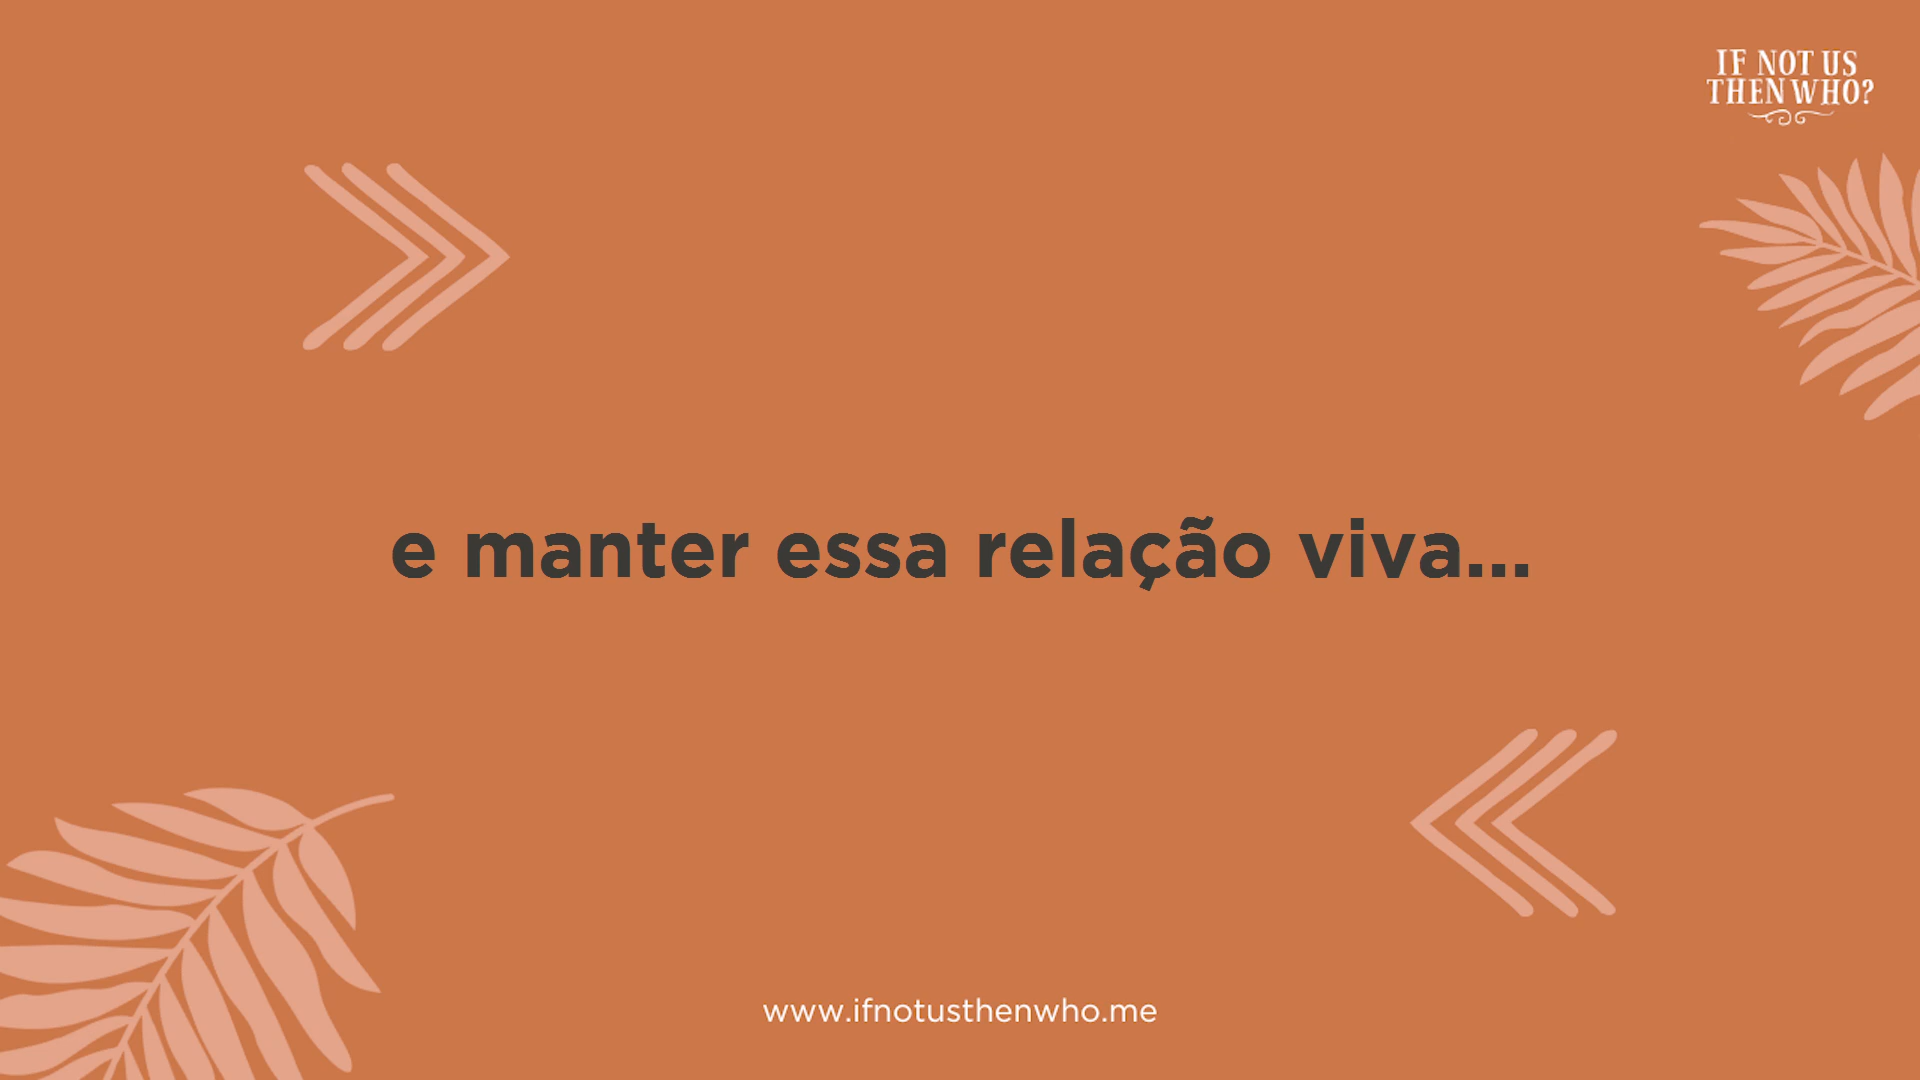 IF NOT US
THEN WHO?
e manter essa relação viva...
www.ifnotusthenwho.me